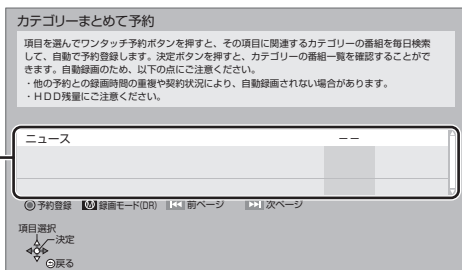 カテゴリーまとめて予約
項目を選んでワンタッチ予約ボタンを押すと、その項目に関連するカテゴリーの番組を毎日検索
して、自動で予約登録します。決定ボタンを押すと、カテゴリーの番組一覧を確認することがで
きます。自動録画のため、以下の点にご注意ください。
・他の予約との録画時間の重複や契約状況により、自動録画されない場合があります。
・HDD残量にご注意ください。
ニュース －－
予約登録 録画モード(DR) 前ページ 次ページ
項目選択
決定
戻る